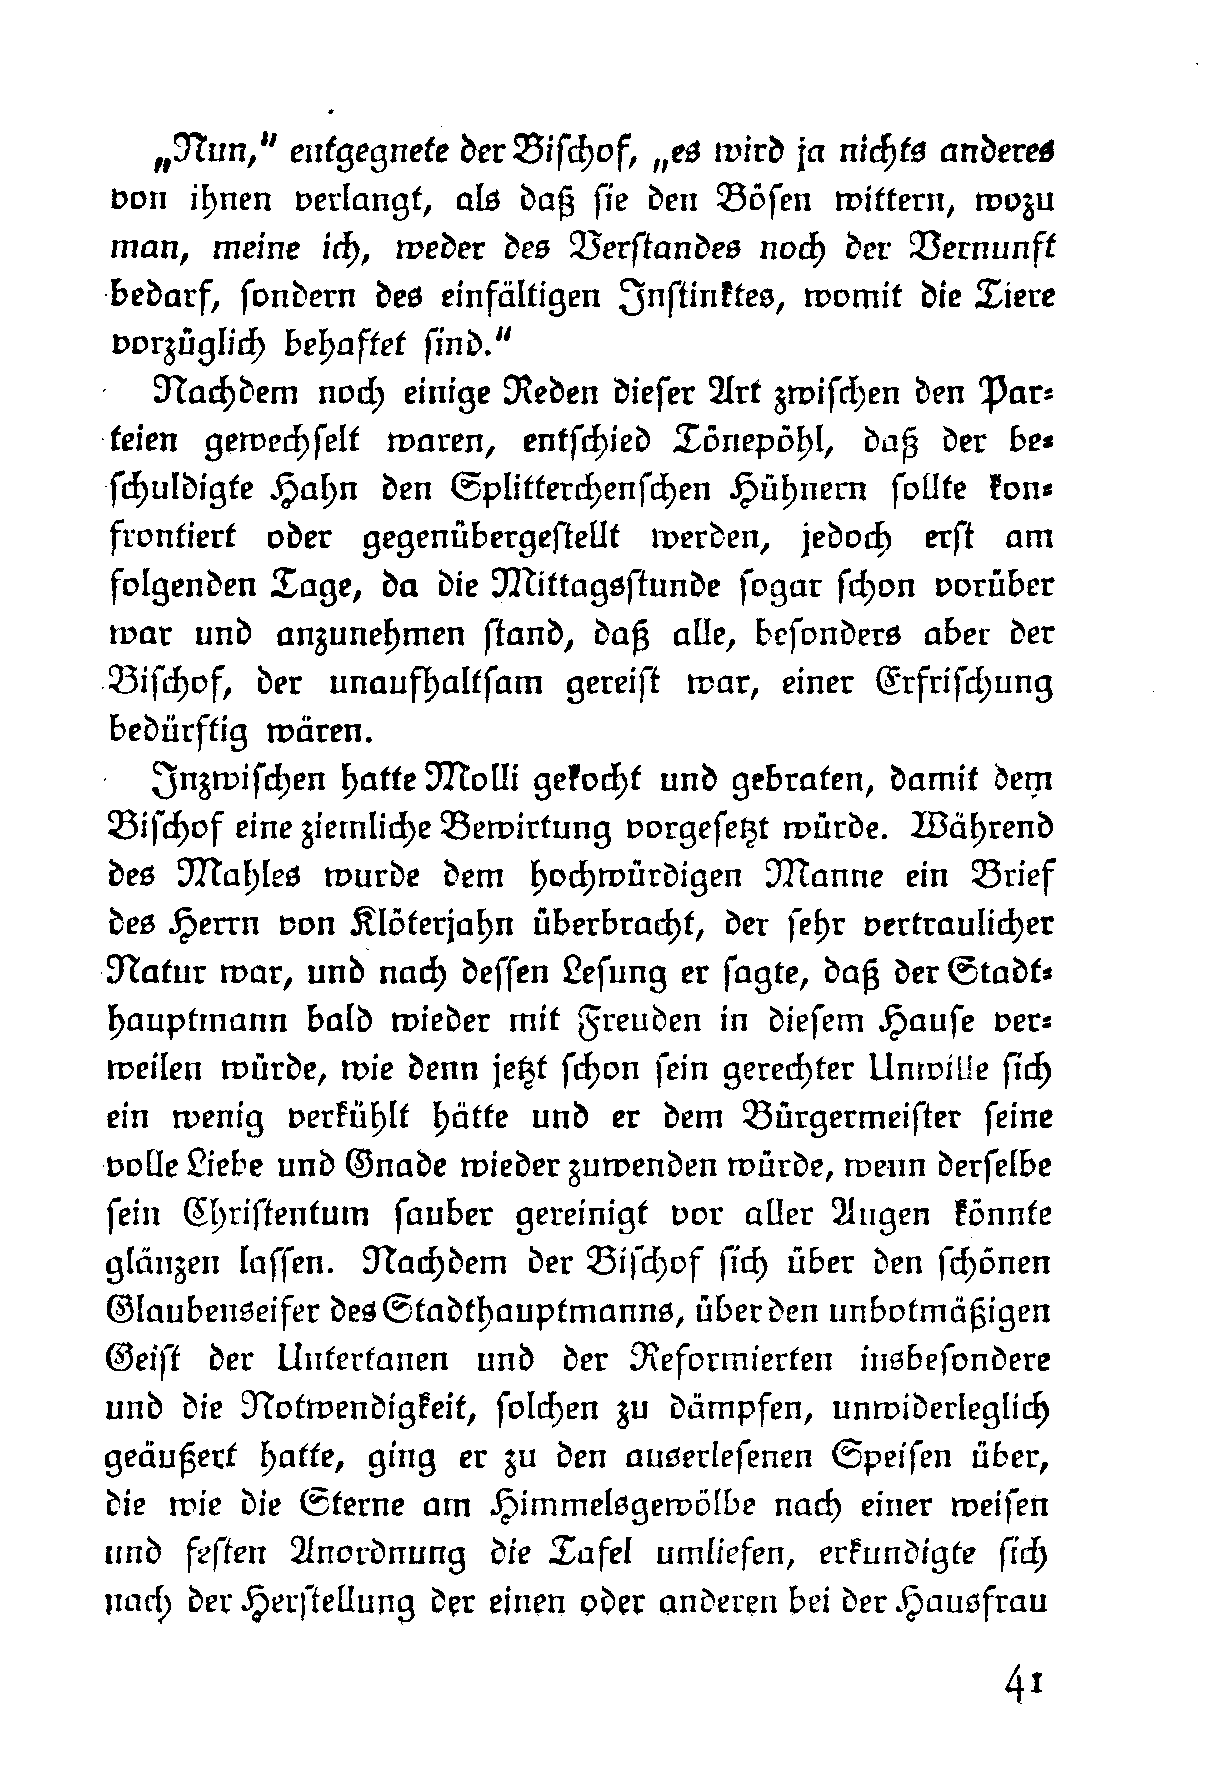 „Nun,“ entgegnete der Bischof, „es wird ja nichts anderes
von ihnen verlangt, als daß sie den Bösen wittern, wozu
man, meine ich, weder des Verstandes noch der Vernunft
bedarf, sondern des einfältigen Instinktes, womit die Tiere
vorzüglich behaftet sind.“
Nachdem noch einige Reden dieser Art zwischen den Par-
teien gewechselt waren, entschied Tönepöhl, daß der be-
schuldigte Hahn den Splitterchenschen Hühnern sollte kon-
frontiert oder gegenübergestellt werden, jedoch erst am
folgenden Tage, da die Mittagsstunde sogar schon vorüber
war und anzunehmen stand, daß alle, besonders aber der
Bischof, der unaufhaltsam gereist war, einer Erfrischung
bedürftig wären.
Inzwischen hatte Molli gekocht und gebraten, damit dem
Bischof eine ziemliche Bewirtung vorgesetzt würde. Während
des Mahles wurde dem hochwürdigen Manne ein Brief
des Herrn von Klöterjahn überbracht, der sehr vertraulicher
Natur war, und nach dessen Lesung er sagte, daß der Stadt-
hauptmann bald wieder mit Freuden in diesem Hause ver-
weilen würde, wie denn jetzt schon sein gerechter Unwille sich
ein wenig verkühlt hätte und er dem Bürgermeister seine
volle Liebe und Gnade wieder zuwenden würde, wenn derselbe
sein Christentum sauber gereinigt vor aller Augen könnte
glänzen lassen. Nachdem der Bischof sich über den schönen
Glaubenseifer des Stadthauptmanns, über den unbotmäßigen
Geist der Untertanen und der Reformierten insbesondere
und die Notwendigkeit, solchen zu dämpfen, unwiderleglich
geäußert hatte, ging er zu den auserlesenen Speisen über,
die wie die Sterne am Himmelsgewölbe nach einer weisen
und festen Anordnung die Tafel umliefen, erkundigte sich
nach der Herstellung der einen oder anderen bei der Hausfrau
41